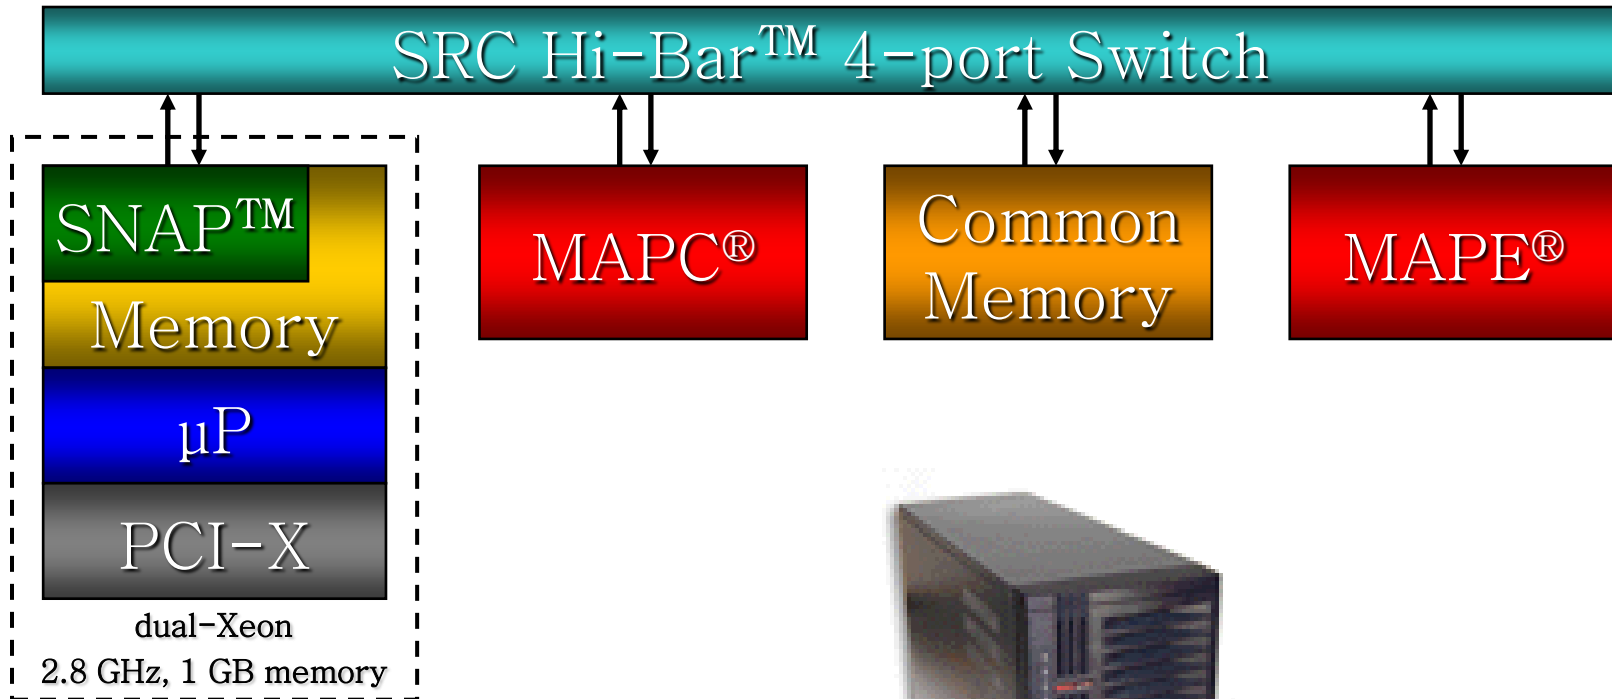 SRC Hi-Bar™ 4-port Switch
SNAP™
Memory
µP
PCI-X
dual-Xeon
2.8 GHz, 1 GB memory
MAPC®
Common
Memory
MAPE®